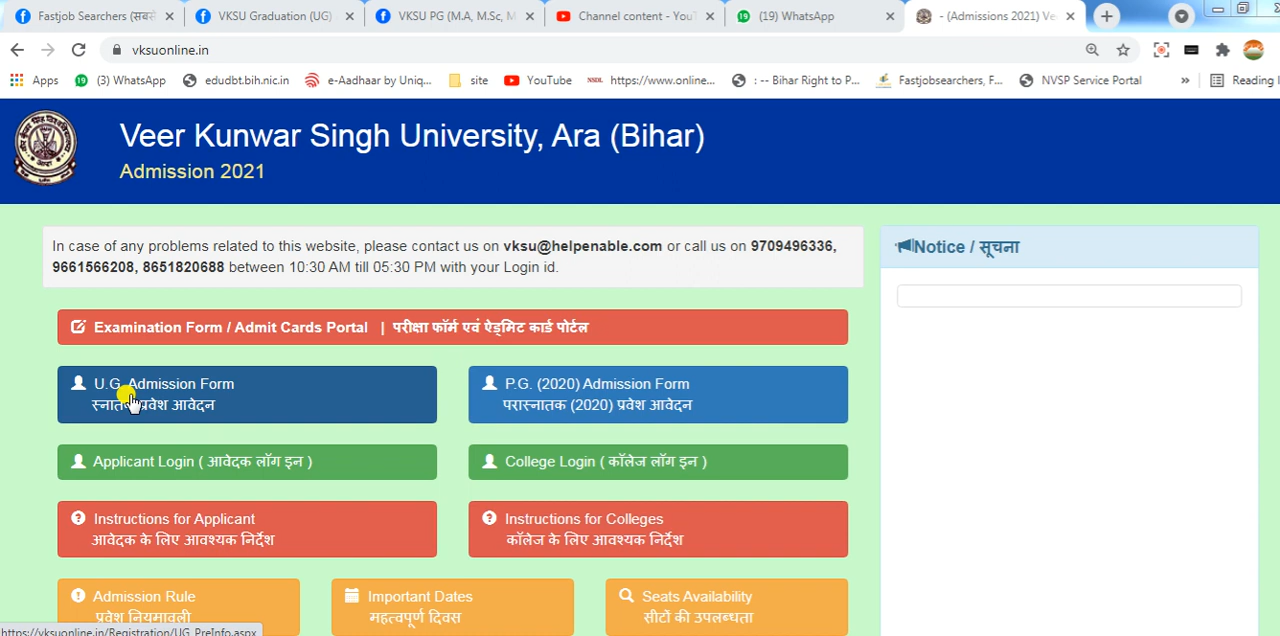 Fastjob Searchers (सबसे
VKSU Graduation (UG)
VKSU PG (M.A, M.Sc, M
Channel content - YouT
(19) WhatsApp
- (Admissions 2021) Ve
vksuonline.in
Apps
(3) WhatsApp
edudbt.bih.nic.in
e-Aadhaar by Uniq...
site
YouTube
NSDL
https://www.online...
: -- Bihar Right to P...
Fastjobsearchers, F...
NVSP Service Portal
»
Reading l
Veer Kunwar Singh University, Ara (Bihar)
Admission 2021
In case of any problems related to this website, please contact us on vksu@helpenable.com or call us on 9709496336,
9661566208, 8651820688 between 10:30 AM till 05:30 PM with your Login id.
Notice / सूचना
Examination Form / Admit Cards Portal | परीक्षा फॉर्म एवं ऐड्मिट कार्ड पोर्टल
U.G. Admission Form
स्नातक प्रवेश आवेदन
P.G. (2020) Admission Form
परास्नातक (2020) प्रवेश आवेदन
Applicant Login ( आवेदक लॉग इन )
College Login ( कॉलेज लॉग इन )
Instructions for Applicant
आवेदक के लिए आवश्यक निर्देश
Instructions for Colleges
कॉलेज के लिए आवश्यक निर्देश
Admission Rule
प्रवेश नियमावली
Important Dates
महत्वपूर्ण दिवस
Seats Availability
सीटों की उपलब्धता
https://vksuonline.in/Registration/UG_PreInfo.aspx